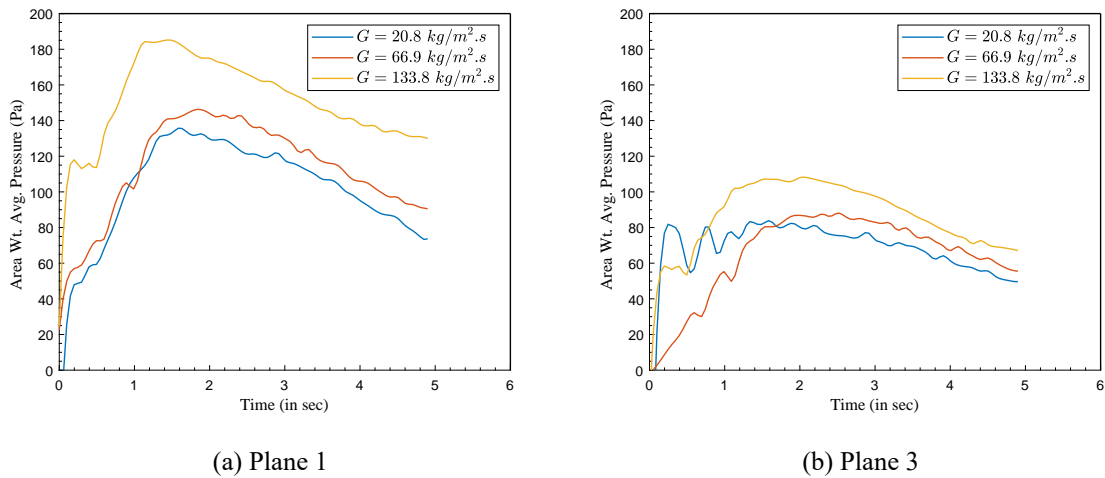 200
180
160
140
120
100
80
60
40
20
0
Area Wt. Avg. Pressure (Pa)
G = 20.8 kg/m².s
G = 66.9 kg/m².s
G = 133.8 kg/m².s
0 1 2 3 4 5 6
Time (in sec)
(a) Plane 1
200
180
160
140
120
100
80
60
40
20
0
Area Wt. Avg. Pressure (Pa)
G = 20.8 kg/m².s
G = 66.9 kg/m².s
G = 133.8 kg/m².s
0 1 2 3 4 5 6
Time (in sec)
(b) Plane 3